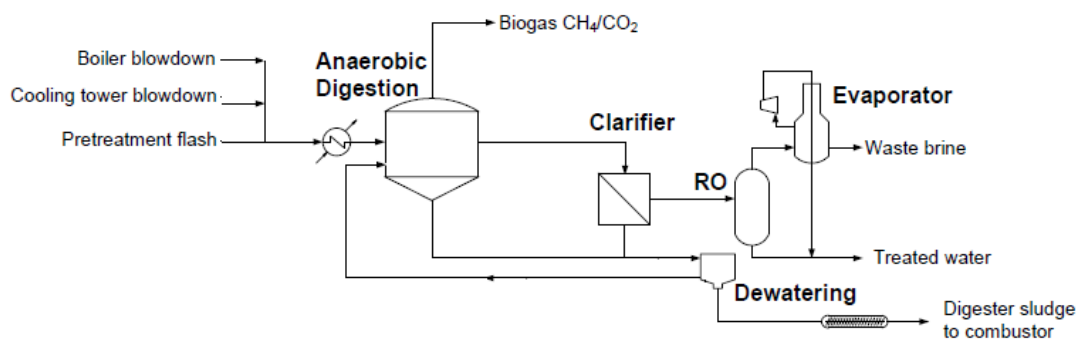 Biogas CH₄/CO₂
Boiler blowdown
Anaerobic
Digestion
Cooling tower blowdown
Evaporator
Clarifier
Pretreatment flash
Waste brine
RO
Treated water
Dewatering
Digester sludge
to combustor